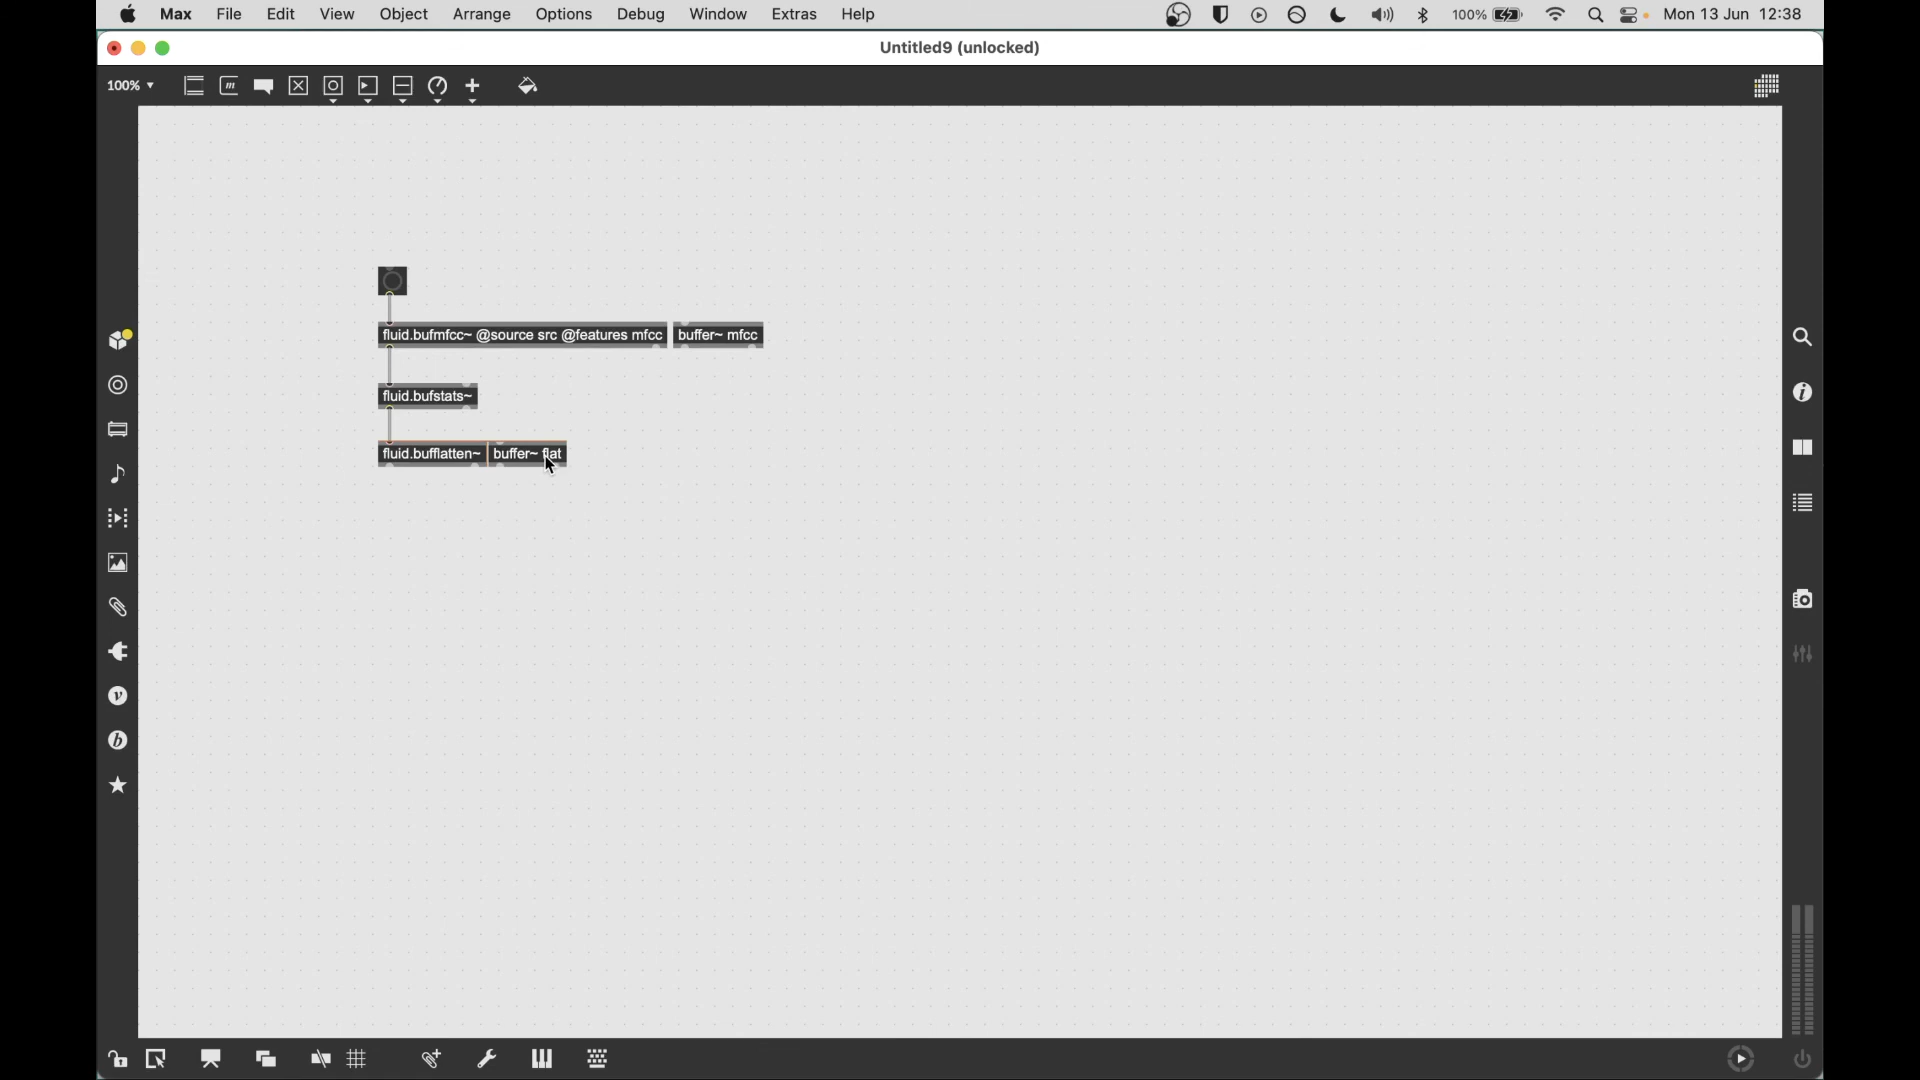 Max File Edit View Object Arrange Options Debug Window Extras Help 100% Mon 13 Jun 12:38
Untitled9 (unlocked)
100%
fluid.bufmfcc~ @source src @features mfcc buffer~ mfcc
fluid.bufstats~
fluid.bufflatten~ buffer~ flat